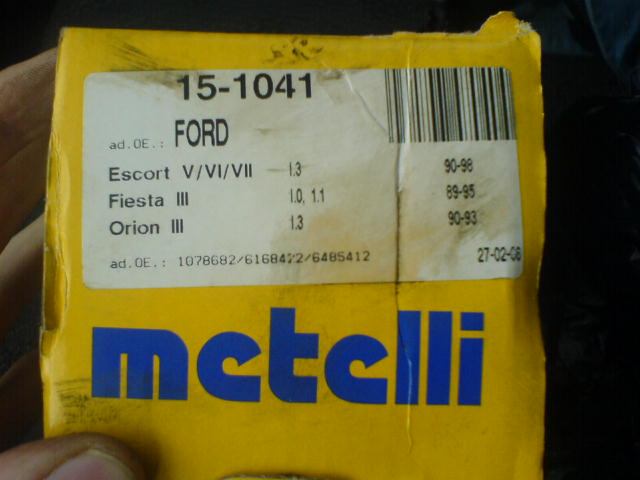 15-1041
ad.OE.: FORD
Escort V/VI/VII 1.3 90-98
Fiesta III 1.0, 1.1 89-95
Orion III 1.3 90-93
ad.OE.: 1078682/6168422/6485412 27-02-06
metelli